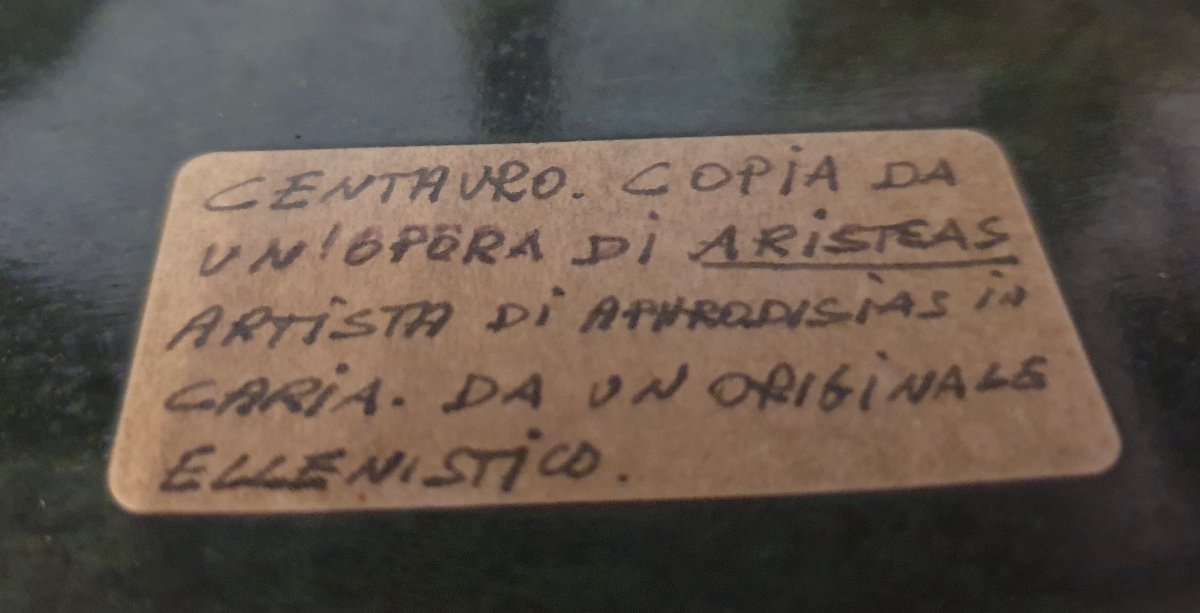 CENTAURO. COPIA DA
UN'OPERA DI ARISTEAS
ARTISTA DI APHRODISIAS IN
CARIA. DA UN ORIGINALE
ELLENISTICO.